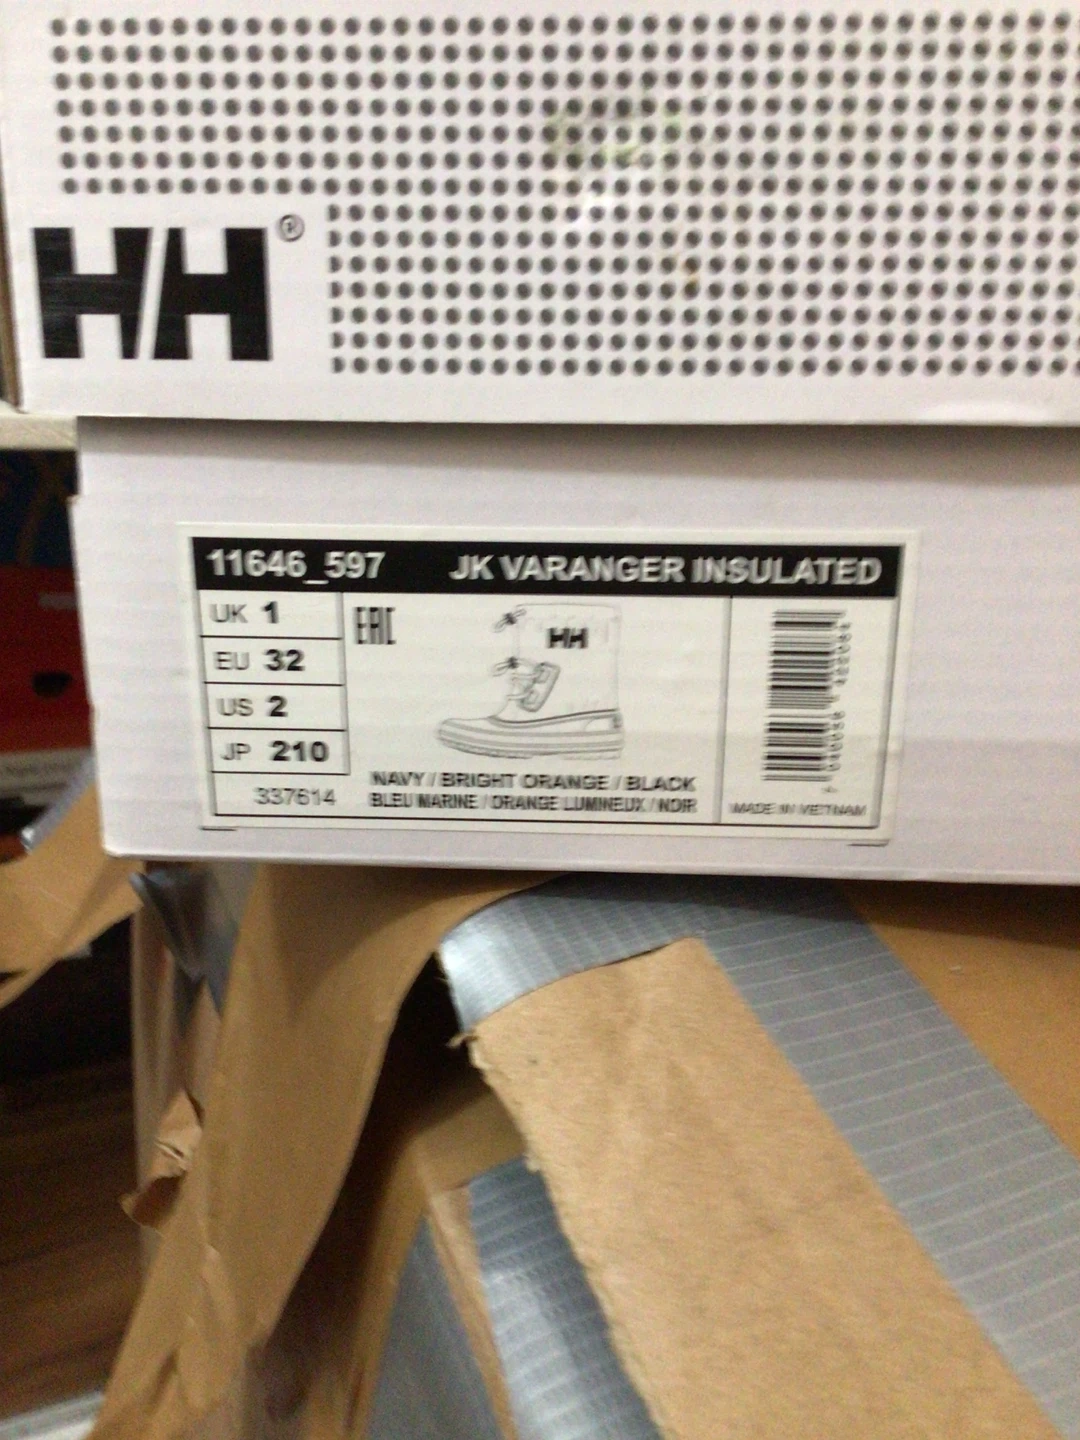 HH®
11646_597 JK VARANGER INSULATED
UK 1
EAC
HH
EU 32
US 2
JP 210
NAVY / BRIGHT ORANGE / BLACK
337614
BLEU MARINE / ORANGE LUMINEUX / NOIR
MADE IN VIETNAM